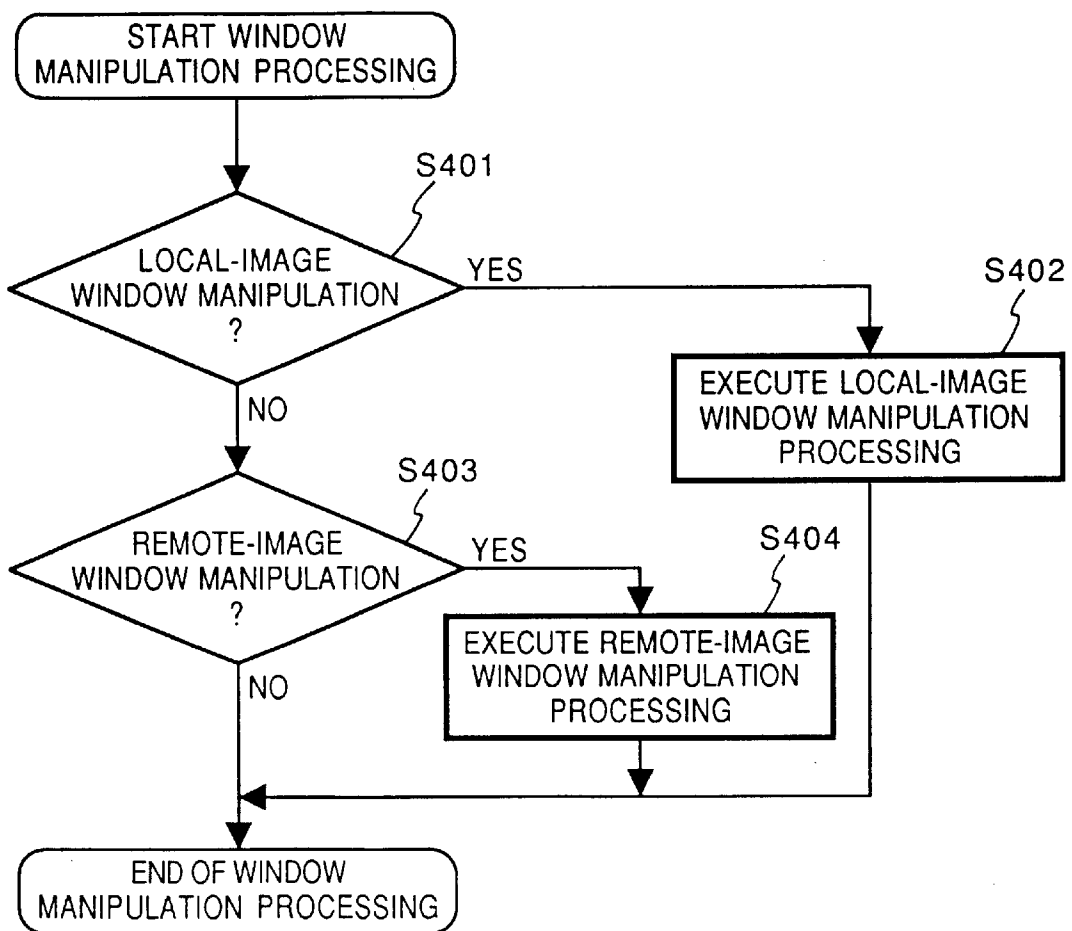 START WINDOW
MANIPULATION PROCESSING
S401
LOCAL-IMAGE
WINDOW MANIPULATION
?
YES
S402
EXECUTE LOCAL-IMAGE
WINDOW MANIPULATION
PROCESSING
NO
S403
REMOTE-IMAGE
WINDOW MANIPULATION
?
YES
S404
EXECUTE REMOTE-IMAGE
WINDOW MANIPULATION
PROCESSING
NO
END OF WINDOW
MANIPULATION PROCESSING